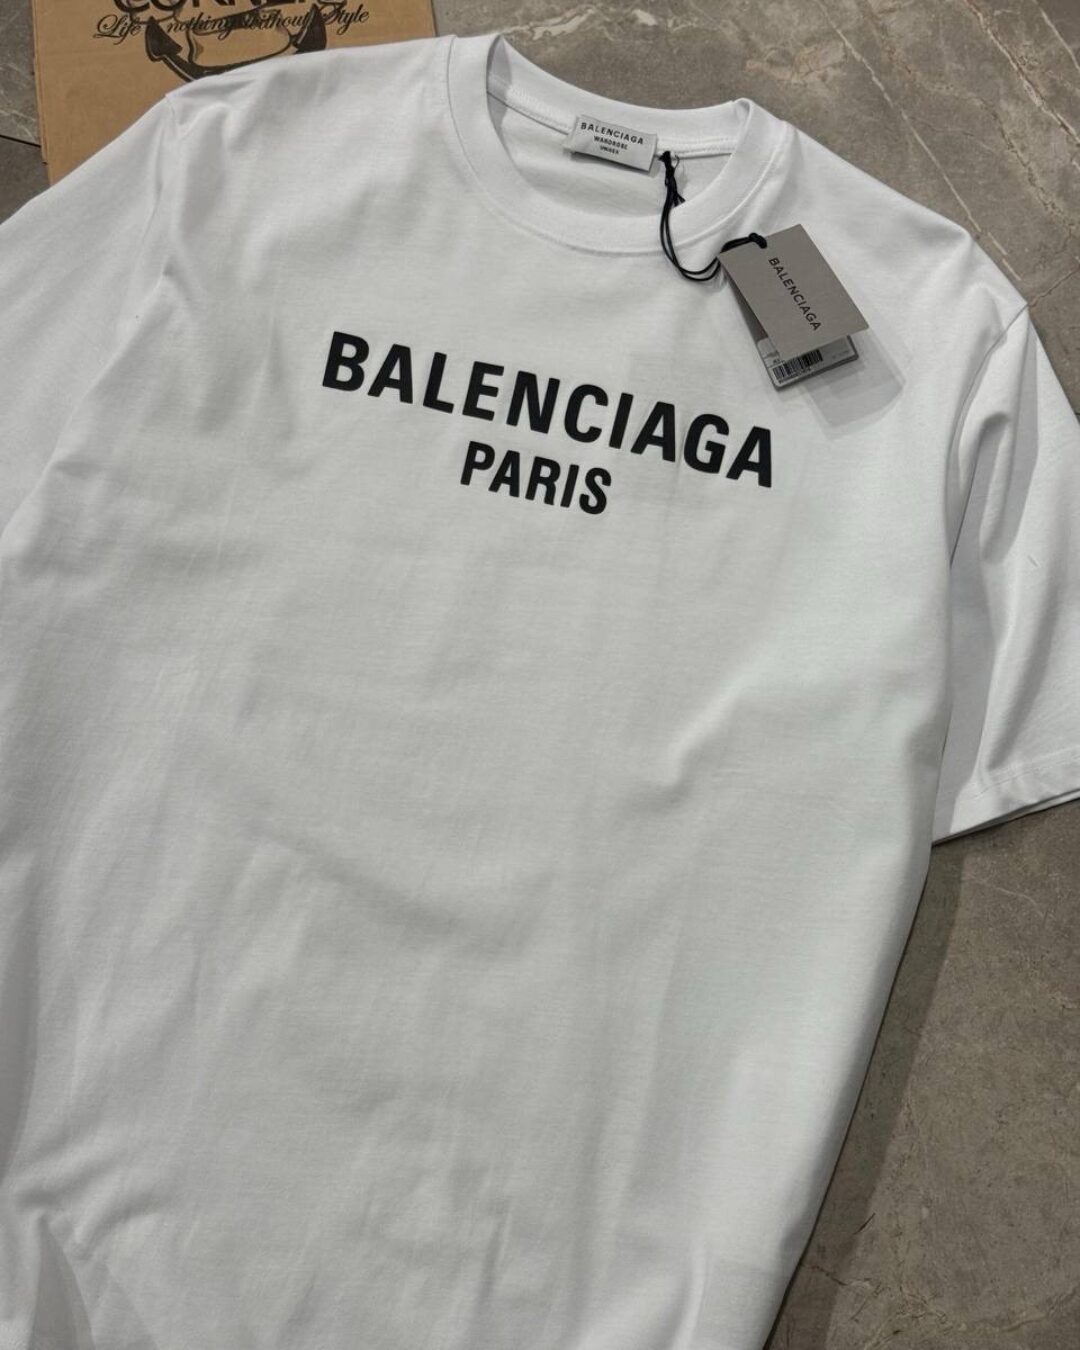 Life nothing without Style
BALENCIAGA
WARDROBE
UNISEX
BALENCIAGA
BALENCIAGA
PARIS